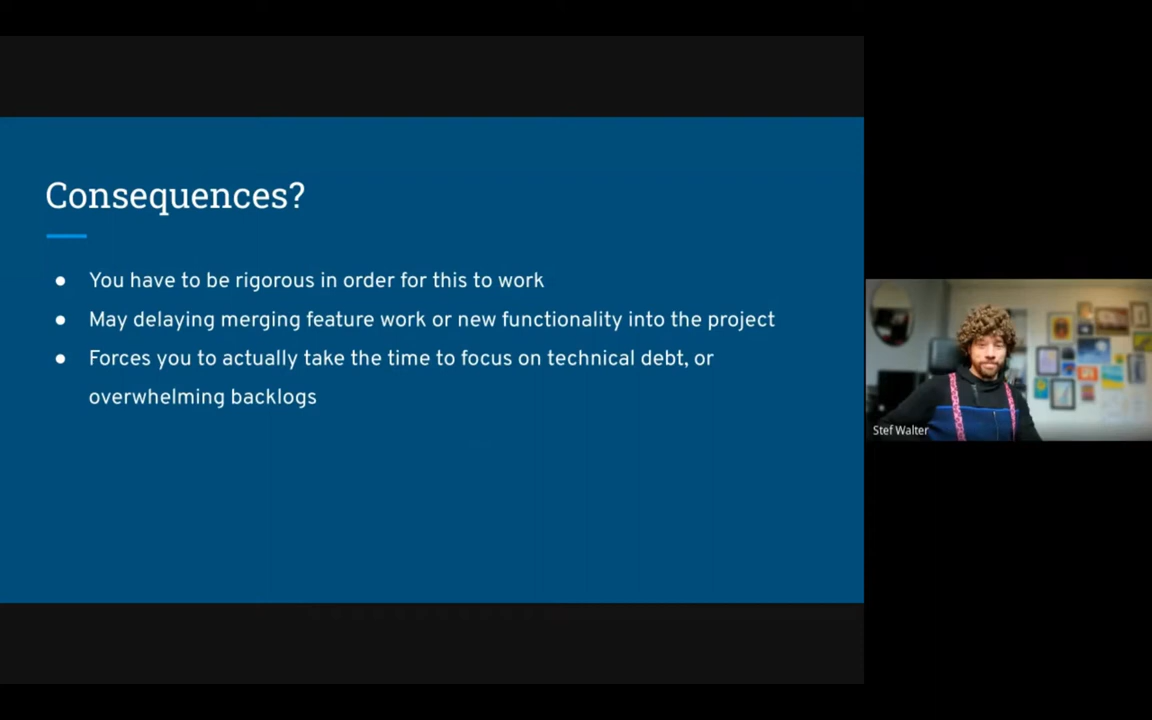 Consequences?
● You have to be rigorous in order for this to work
● May delaying merging feature work or new functionality into the project
● Forces you to actually take the time to focus on technical debt, or
overwhelming backlogs
Stef Walter